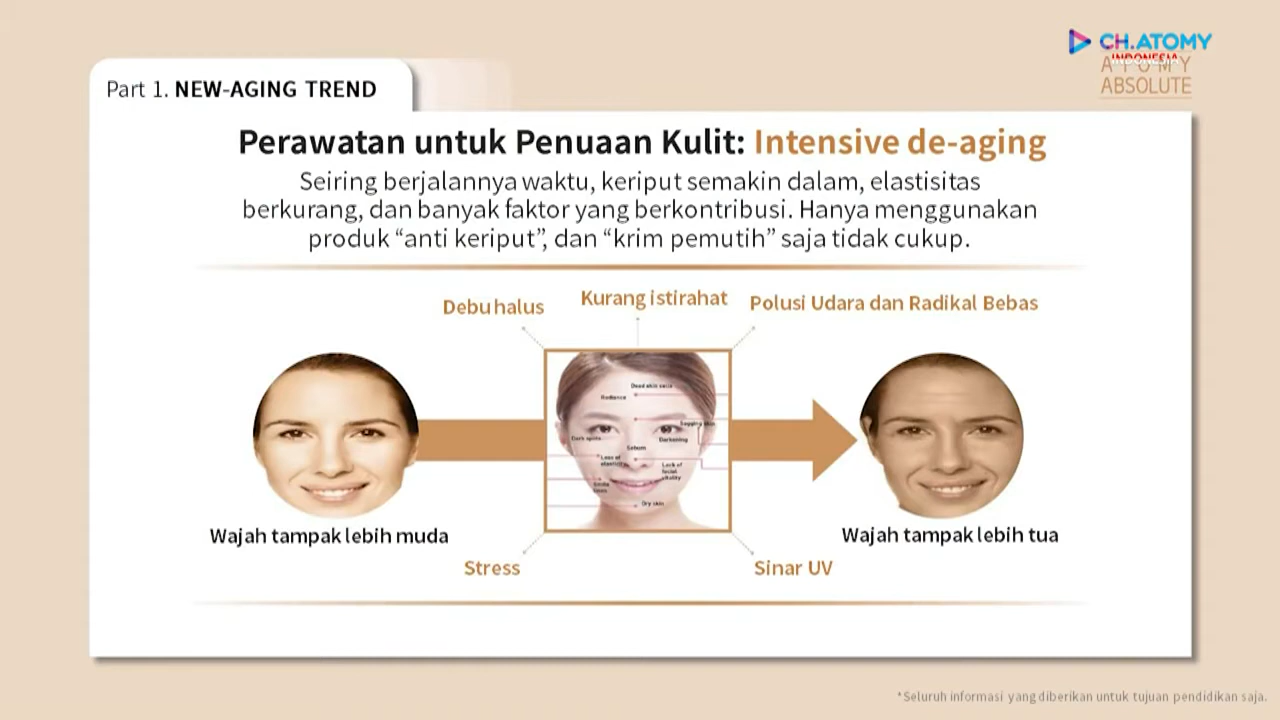 CH.ATOMY
INDONESIA
ATOMY
ABSOLUTE
Part 1. NEW-AGING TREND
Perawatan untuk Penuaan Kulit: Intensive de-aging
Seiring berjalannya waktu, keriput semakin dalam, elastisitas
berkurang, dan banyak faktor yang berkontribusi. Hanya menggunakan
produk “anti keriput”, dan “krim pemutih” saja tidak cukup.
Debu halus
Kurang istirahat
Polusi Udara dan Radikal Bebas
Dead skin cells
Radiance
Sagging skin
Dark spots
Darkening
Sebum
Loss of
elasticity
Lack of
facial
vitality
Smile
lines
Dry skin
Wajah tampak lebih muda
Wajah tampak lebih tua
Stress
Sinar UV
*Seluruh informasi yang diberikan untuk tujuan pendidikan saja.